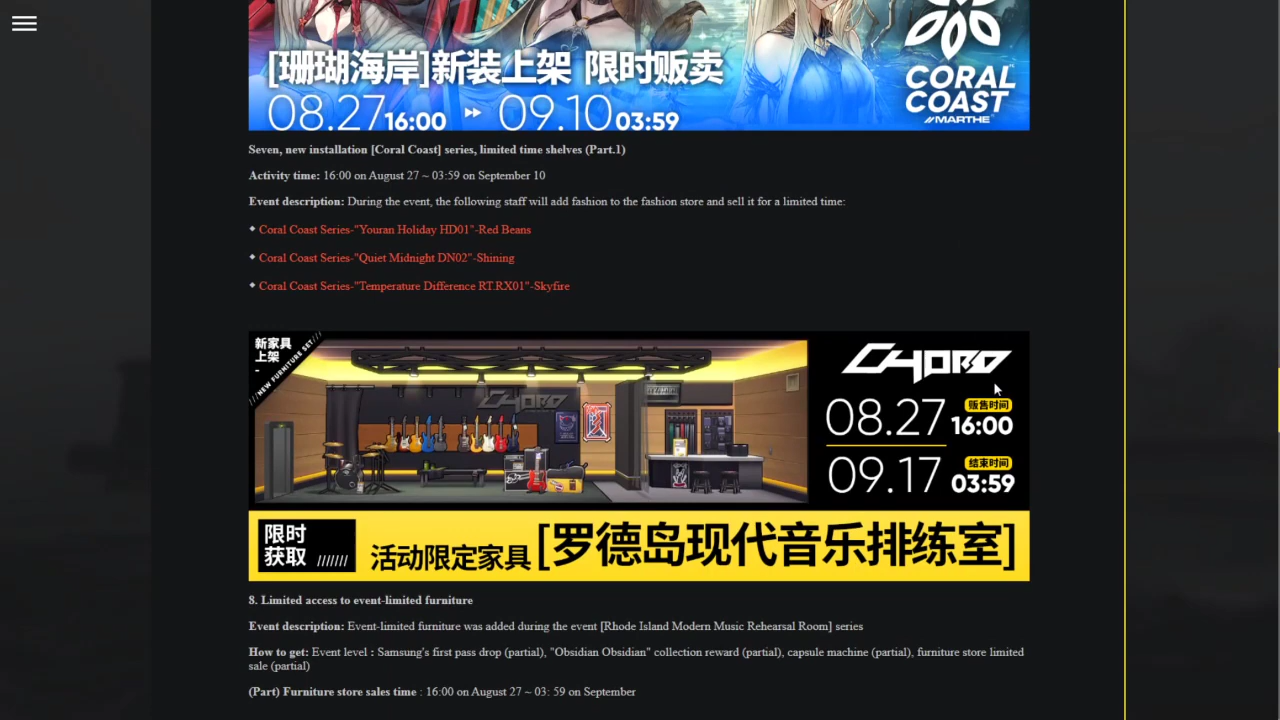 [珊瑚海岸]新装上架 限时贩卖
08.27 16:00 09.10 03:59
CORAL
COAST
//MARTHE
Seven, new installation [Coral Coast] series, limited time shelves (Part.1)
Activity time: 16:00 on August 27 ~ 03:59 on September 10
Event description: During the event, the following staff will add fashion to the fashion store and sell it for a limited time:
Coral Coast Series-"Youran Holiday HD01"-Red Beans
Coral Coast Series-"Quiet Midnight DN02"-Shining
Coral Coast Series-"Temperature Difference RT.RX01"-Skyfire
新家具
上架
///NEW FURNITURE SET///
08.27 贩售时间 16:00
09.17 结束时间 03:59
限时
获取 //////
活动限定家具 [罗德岛现代音乐排练室]
8. Limited access to event-limited furniture
Event description: Event-limited furniture was added during the event [Rhode Island Modern Music Rehearsal Room] series
How to get: Event level : Samsung's first pass drop (partial), "Obsidian Obsidian" collection reward (partial), capsule machine (partial), furniture store limited
sale (partial)
(Part) Furniture store sales time : 16:00 on August 27 ~ 03: 59 on September